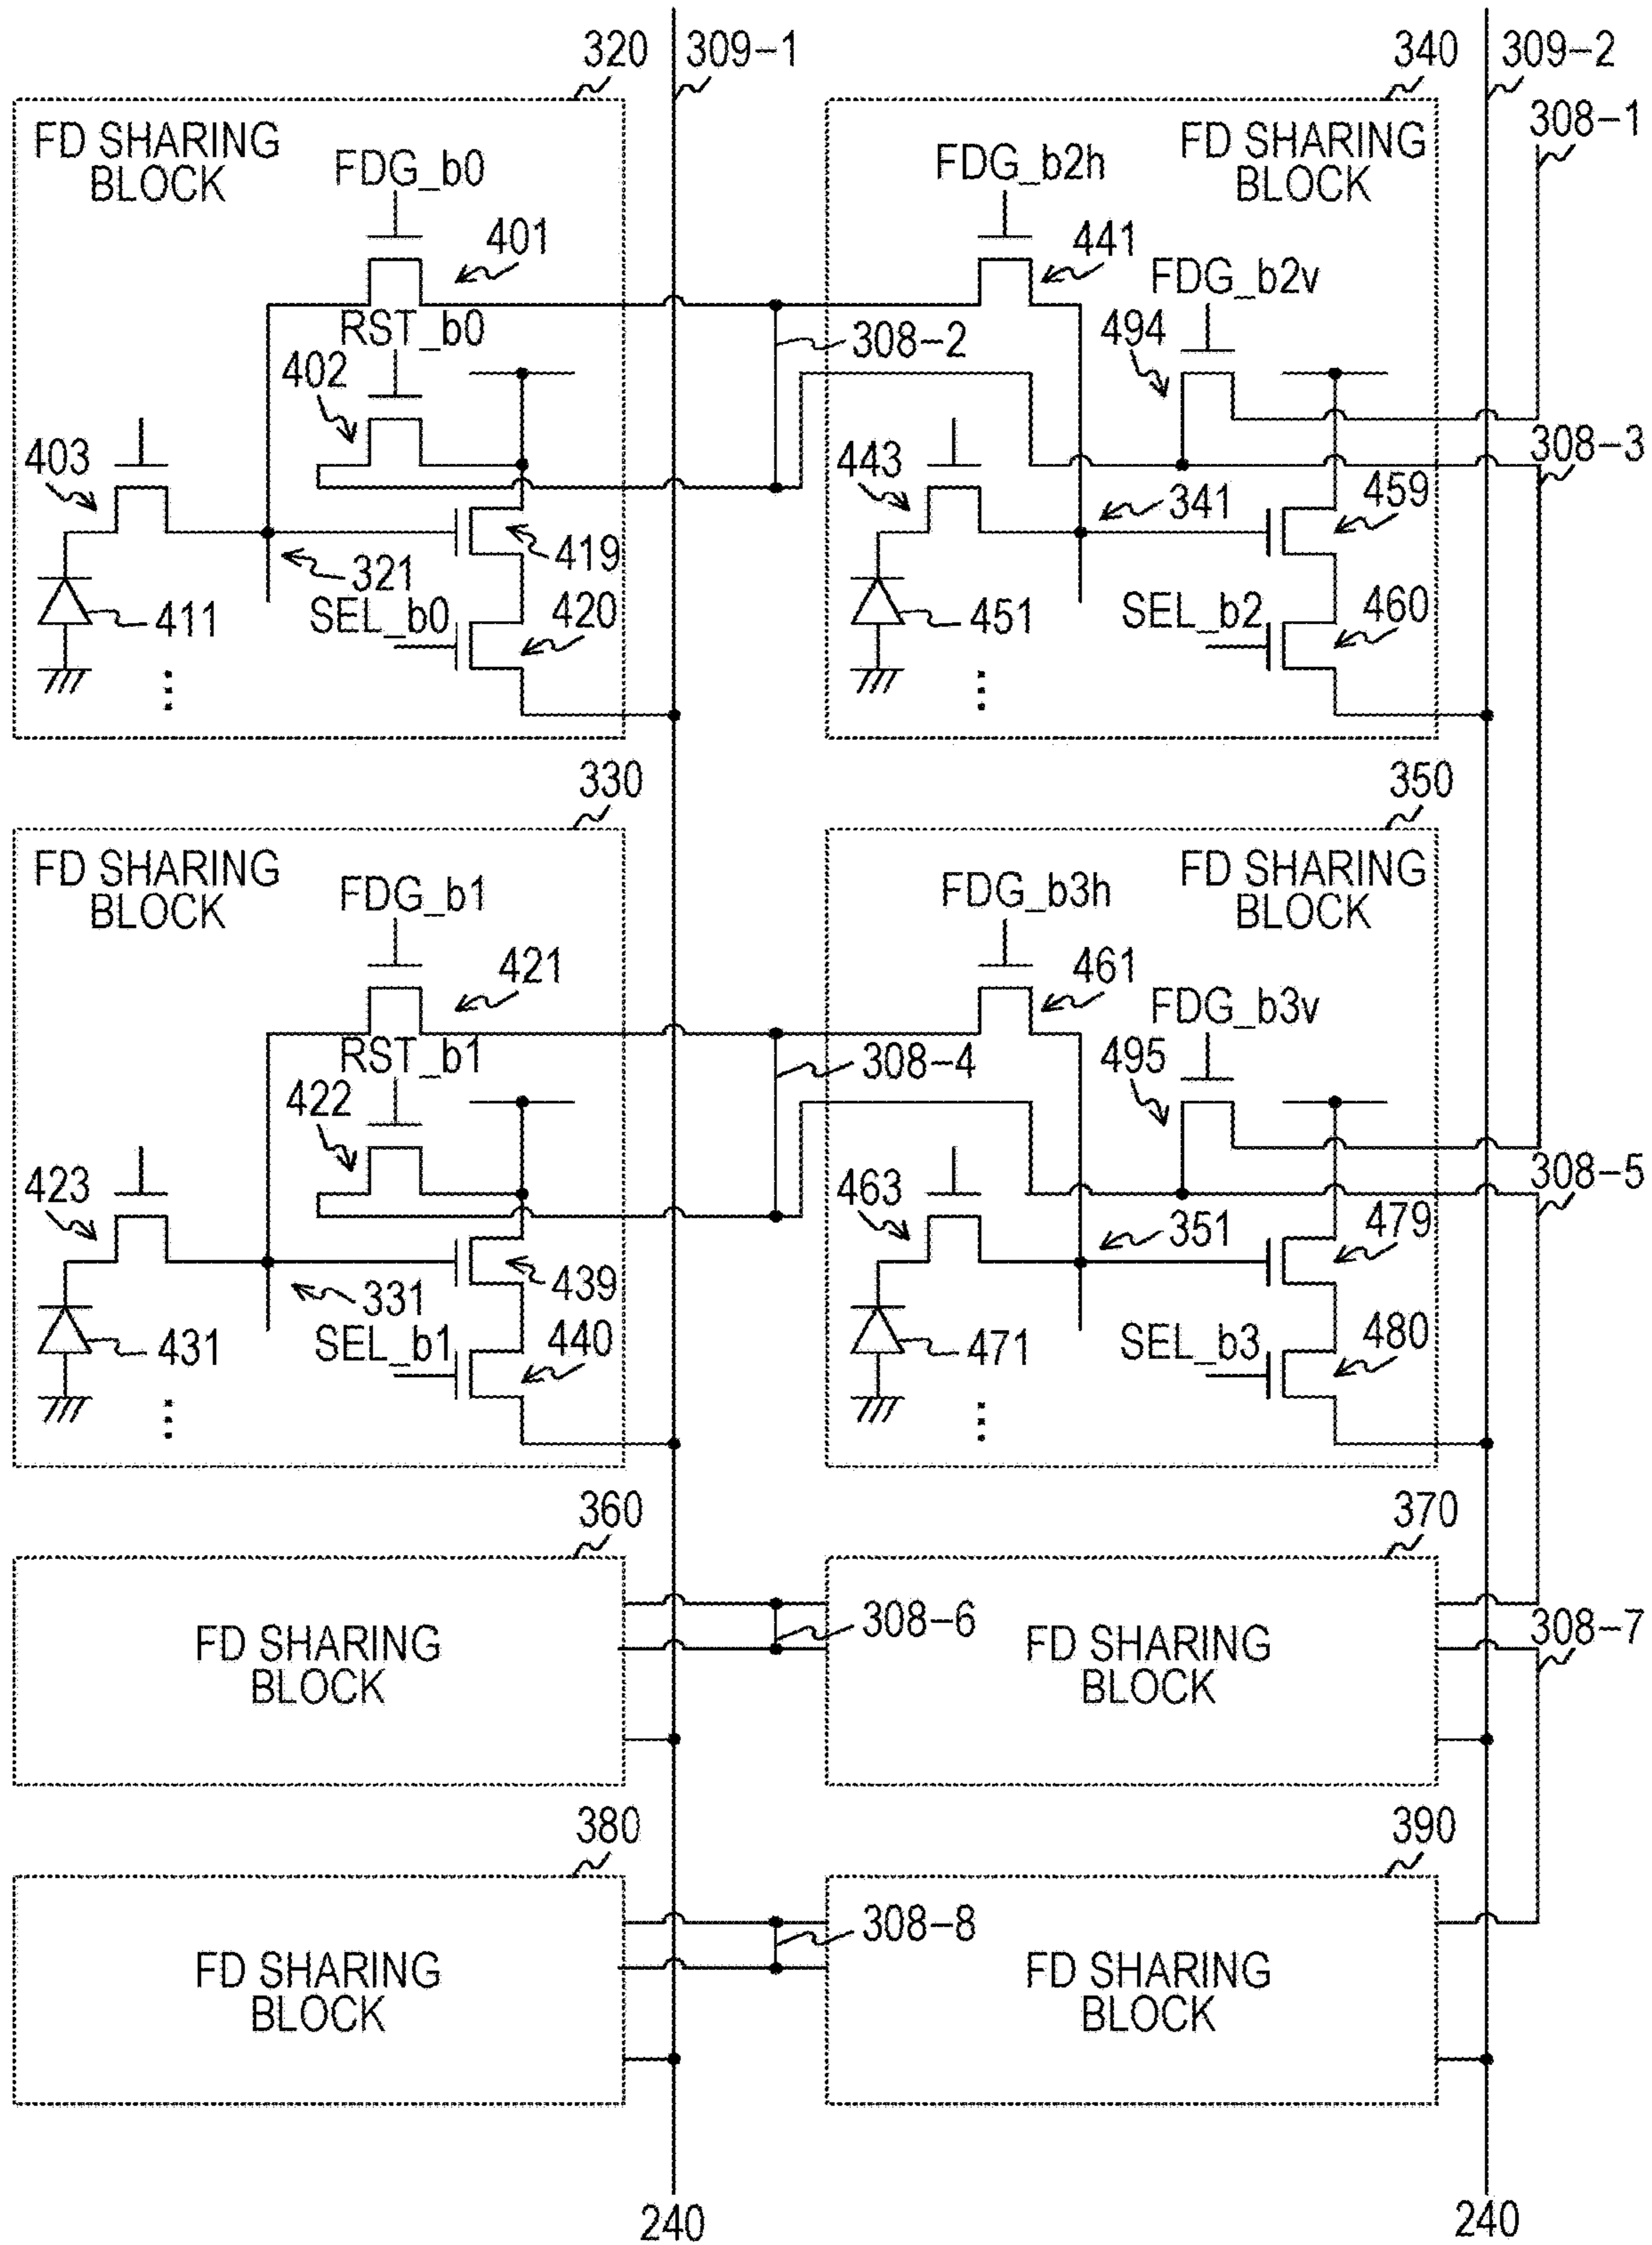 320
309-1
340
309-2
308-1
FD SHARING
BLOCK
FDG_b0
401
RST_b0
402
403
321
419
411
SEL_b0
420
FDG_b2h
FD SHARING
BLOCK
441
FDG_b2v
494
308-2
308-3
443
341
459
451
SEL_b2
460
330
350
FD SHARING
BLOCK
FDG_b1
421
RST_b1
422
423
331
439
431
SEL_b1
440
FDG_b3h
FD SHARING
BLOCK
461
FDG_b3v
495
308-4
308-5
463
351
479
471
SEL_b3
480
360
370
FD SHARING
BLOCK
308-6
FD SHARING
BLOCK
308-7
380
390
FD SHARING
BLOCK
308-8
FD SHARING
BLOCK
240
240